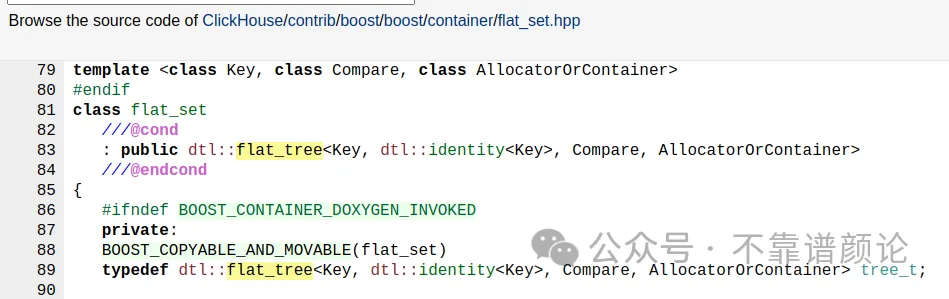 Browse the source code of ClickHouse/contrib/boost/boost/container/flat_set.hpp
79 template <class Key, class Compare, class AllocatorOrContainer>
80 #endif
81 class flat_set
82 ///@cond
83 : public dtl::flat_tree<Key, dtl::identity<Key>, Compare, AllocatorOrContainer>
84 ///@endcond
85 {
86 #ifndef BOOST_CONTAINER_DOXYGEN_INVOKED
87 private:
88 BOOST_COPYABLE_AND_MOVABLE(flat_set)
89 typedef dtl::flat_tree<Key, dtl::identity<Key>, Compare, AllocatorOrContainer> tree_t;
90
公众号 · 不靠谱颜论